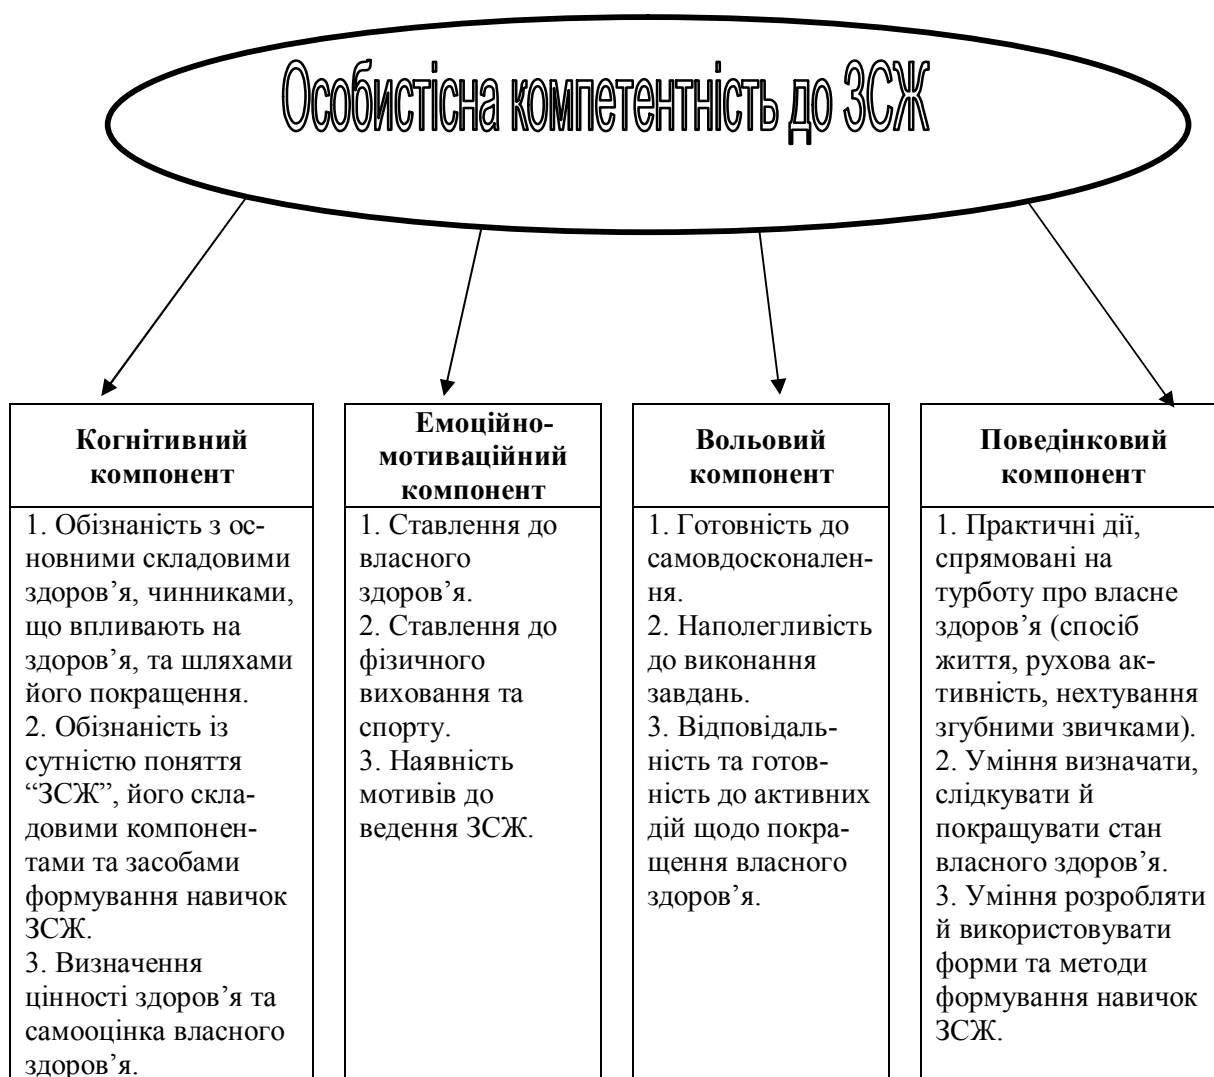 Особистісна компетентність до ЗСЖ
Когнітивний
компонент
1. Обізнаність з ос-
новними складовими
здоров’я, чинниками,
що впливають на
здоров’я, та шляхами
його покращення.
2. Обізнаність із
сутністю поняття
“ЗСЖ”, його скла-
довими компонен-
тами та засобами
формування навичок
ЗСЖ.
3. Визначення
цінності здоров’я та
самооцінка власного
здоров’я.
Емоційно-
мотиваційний
компонент
1. Ставлення до
власного
здоров’я.
2. Ставлення до
фізичного
виховання та
спорту.
3. Наявність
мотивів до
ведення ЗСЖ.
Вольовий
компонент
1. Готовність до
самовдосконален-
ня.
2. Наполегливість
до виконання
завдань.
3. Відповідаль-
ність та готов-
ність до активних
дій щодо покра-
щення власного
здоров’я.
Поведінковий
компонент
1. Практичні дії,
спрямовані на
турботу про власне
здоров’я (спосіб
життя, рухова ак-
тивність, нехтування
згубними звичками).
2. Уміння визначати,
слідкувати й
покращувати стан
власного здоров’я.
3. Уміння розробляти
й використовувати
форми та методи
формування навичок
ЗСЖ.